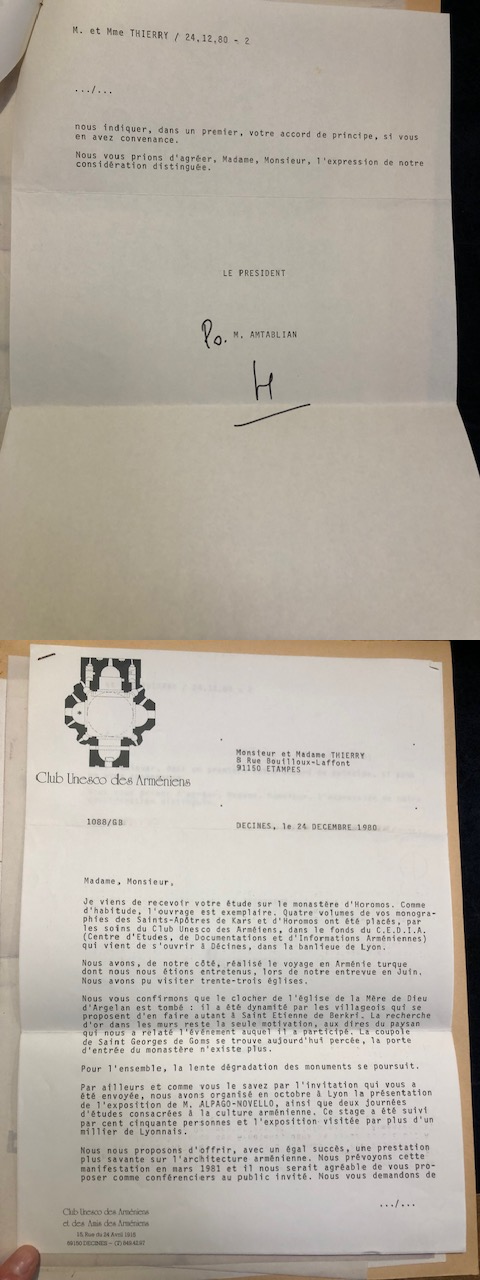 M. et Mme THIERRY / 24.12.80 - 2
.../...
nous indiquer, dans un premier, votre accord de principe, si vous
en avez convenance.
Nous vous prions d'agréer, Madame, Monsieur, l'expression de notre
considération distinguée.
LE PRESIDENT
Po. M. AMTABLIAN
Club Unesco des Arméniens
Monsieur et Madame THIERRY
8 Rue Bouilloux-Laffont
91150 ETAMPES
1088/GB
DECINES, le 24 DECEMBRE 1980
Madame, Monsieur,
Je viens de recevoir votre étude sur le monastère d'Horomos. Comme
d'habitude, l'ouvrage est exemplaire. Quatre volumes de vos monogra-
phies des Saints-Apôtres de Kars et d'Horomos ont été placés, par
les soins du Club Unesco des Arméiens, dans le fonds du C.E.D.I.A.
(Centre d'Etudes, de Documentations et d'Informations Arméniennes)
qui vient de s'ouvrir à Décines, dans la banlieue de Lyon.
Nous avons, de notre côté, réalisé le voyage en Arménie turque
dont nous nous étions entretenus, lors de notre entrevue en Juin.
Nous avons pu visiter trente-trois églises.
Nous vous confirmons que le clocher de l'église de la Mère de Dieu
d'Argelan est tombé : il a été dynamité par les villageois qui se
proposent d'en faire autant à Saint Etienne de Berkri. La recherche
d'or dans les murs reste la seule motivation, aux dires du paysan
qui nous a relaté l'évènement auquel il a participé. La coupole
de Saint Georges de Goms se trouve aujourd'hui percée, la porte
d'entrée du monastère n'existe plus.
Pour l'ensemble, la lente dégradation des monuments se poursuit.
Par ailleurs et comme vous le savez par l'invitation qui vous a
été envoyée, nous avons organisé en octobre à Lyon la présentation
de l'exposition de M. ALPAGO-NOVELLO, ainsi que deux journées
d'études consacrées à la culture arménienne. Ce stage a été suivi
par cent cinquante personnes et l'exposition visitée par plus d'un
millier de Lyonnais.
Nous nous proposons d'offrir, avec un égal succès, une prestation
plus savante sur l'architecture arménienne. Nous prévoyons cette
manifestation en mars 1981 et il nous serait agréable de vous pro-
poser comme conférenciers au public invité. Nous vous demandons de
.../...
Club Unesco des Arméniens
et des Amis des Arméniens
15, Rue du 24 Avril 1915
69150 DECINES - (7) 849 41 97